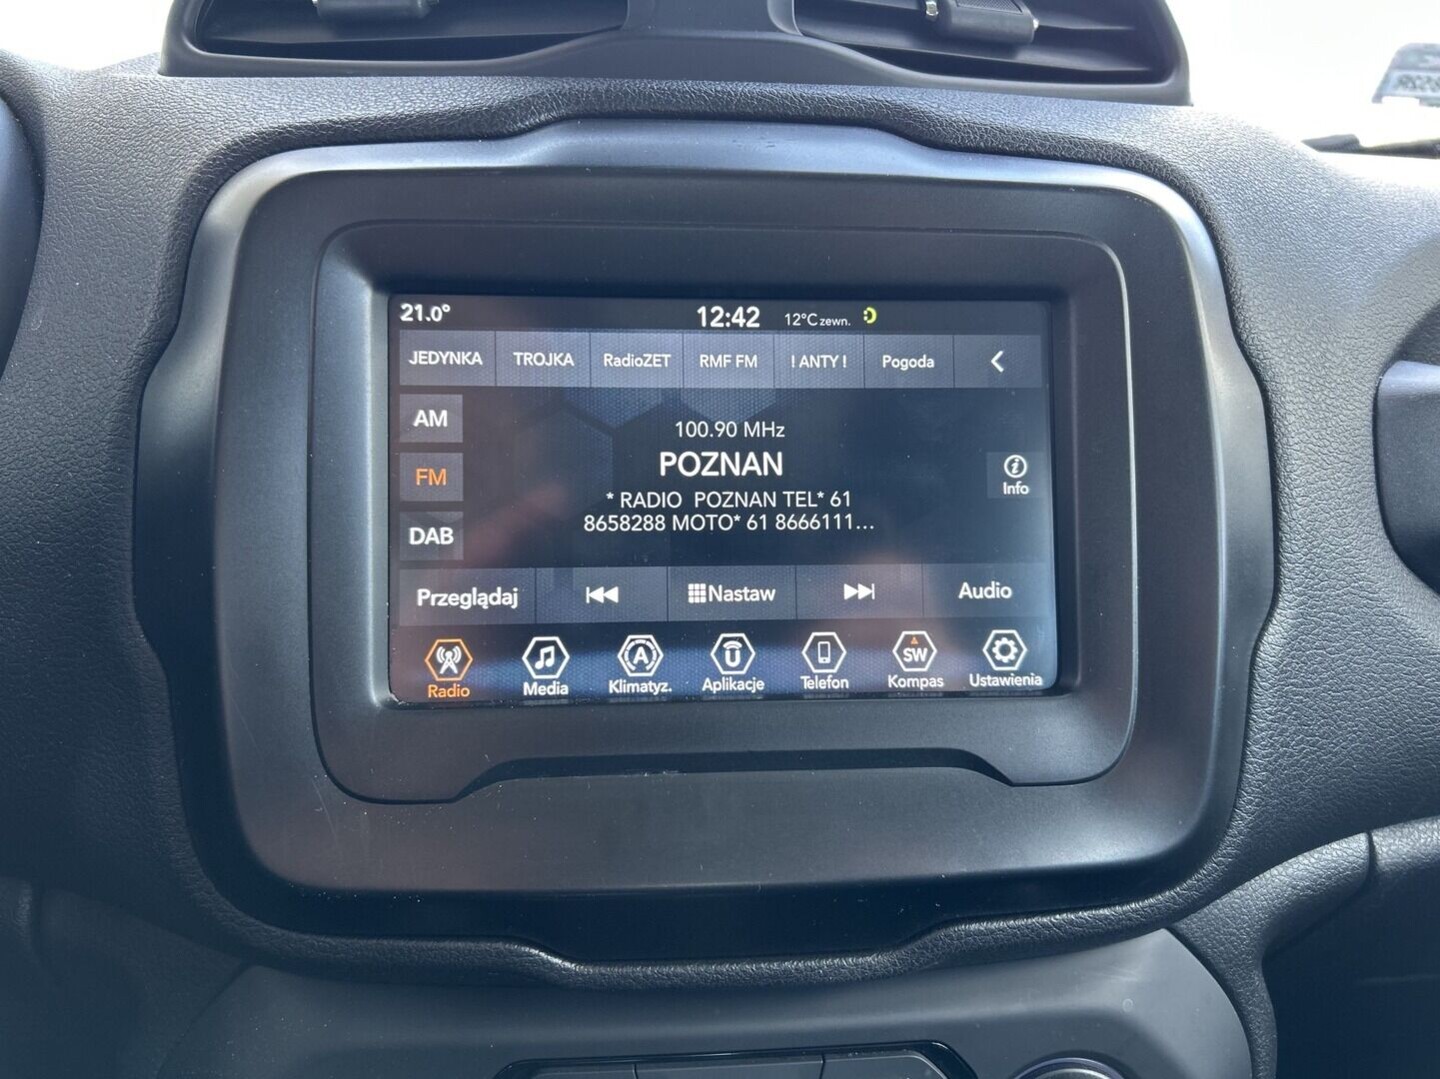 21.0°
12:42
12°C zewn.
JEDYNKA
TROJKA
RadioZET
RMF FM
! ANTY !
Pogoda
AM
FM
DAB
100.90 MHz
POZNAN
* RADIO  POZNAN TEL* 61
8658288 MOTO* 61 8666111...
Info
Przeglądaj
Nastaw
Audio
A
SW
Radio
Media
Klimatyz.
Aplikacje
Telefon
Kompas
Ustawienia